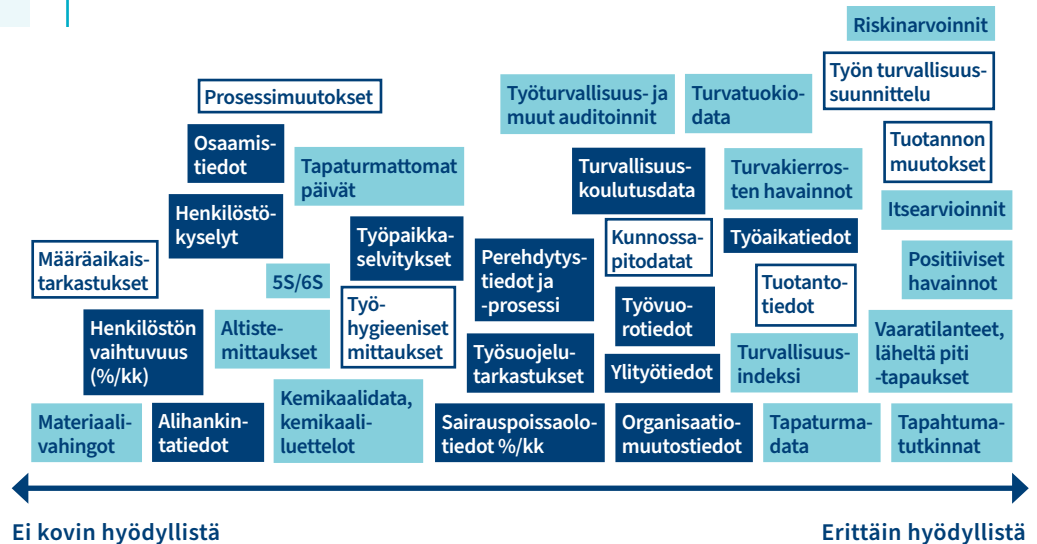 Riskinarvoinnit
Prosessimuutokset
Työturvallisuus- ja
muut auditoinnit
Turvatuokio-
data
Työn turvallisuus-
suunnittelu
Osaamis-
tiedot
Tapaturmattomat
päivät
Turvallisuus-
koulutusdata
Turvakierros-
ten havainnot
Tuotannon
muutokset
Henkilöstö-
kyselyt
Työpaikka-
selvitykset
Perehdytys-
tiedot ja
-prosessi
Kunnossa-
pitodatat
Työaikatiedot
Itsearvioinnit
Määräaikais-
tarkastukset
5S/6S
Työ-
hygieeniset
mittaukset
Työvuo-
rotiedot
Tuotanto-
tiedot
Positiiviset
havainnot
Henkilöstön
vaihtuvuus
(%/kk)
Altiste-
mittaukset
Työsuojelu-
tarkastukset
Ylityötiedot
Turvallisuus-
indeksi
Vaaratilanteet,
läheltä piti
-tapaukset
Materiaali-
vahingot
Alihankin-
tatiedot
Kemikaalidata,
kemikaali-
luettelot
Sairauspoissaolo-
tiedot %/kk
Organisaatio-
muutostiedot
Tapaturma-
data
Tapahtuma-
tutkinnat
Ei kovin hyödyllistä
Erittäin hyödyllistä